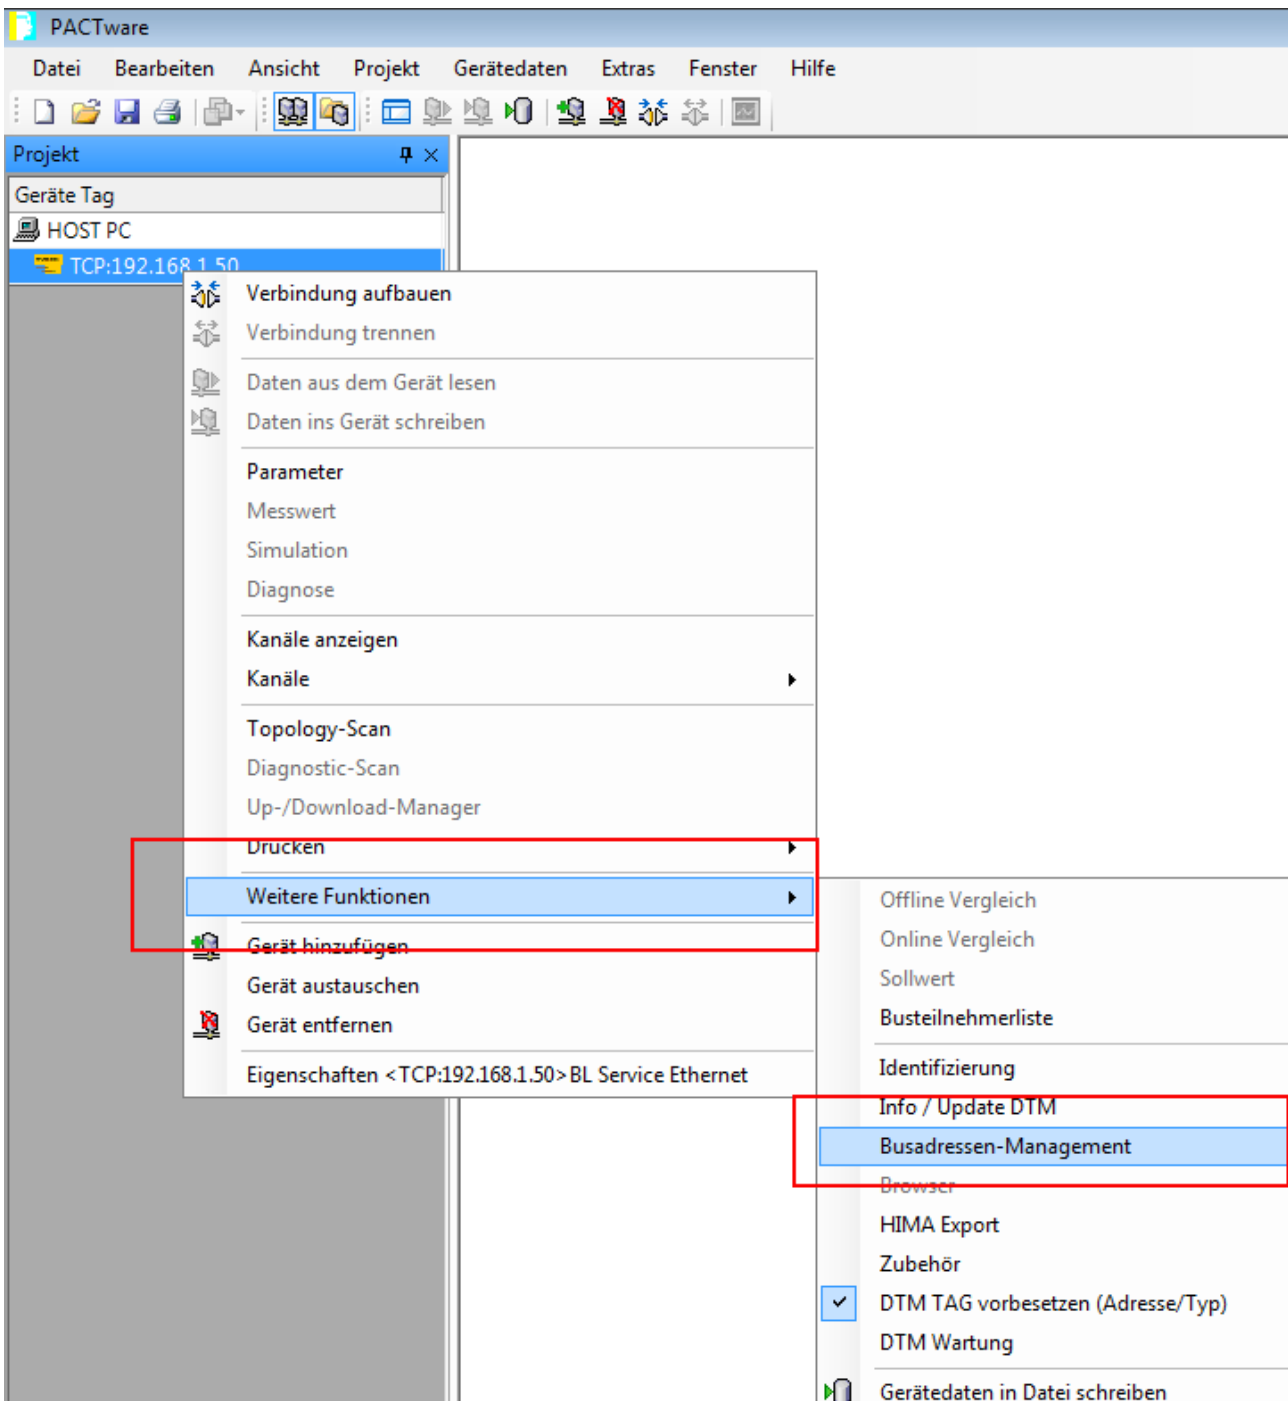 PACTware
Datei Bearbeiten Ansicht Projekt Gerätedaten Extras Fenster Hilfe
Projekt
Geräte Tag
HOST PC
TCP:192.168.1.50
Verbindung aufbauen
Verbindung trennen
Daten aus dem Gerät lesen
Daten ins Gerät schreiben
Parameter
Messwert
Simulation
Diagnose
Kanäle anzeigen
Kanäle
Topology-Scan
Diagnostic-Scan
Up-/Download-Manager
Drucken
Weitere Funktionen
Gerät hinzufügen
Gerät austauschen
Gerät entfernen
Eigenschaften <TCP:192.168.1.50> BL Service Ethernet
Offline Vergleich
Online Vergleich
Sollwert
Busteilnehmerliste
Identifizierung
Info / Update DTM
Busadressen-Management
Browser
HIMA Export
Zubehör
DTM TAG vorbesetzen (Adresse/Typ)
DTM Wartung
Gerätedaten in Datei schreiben